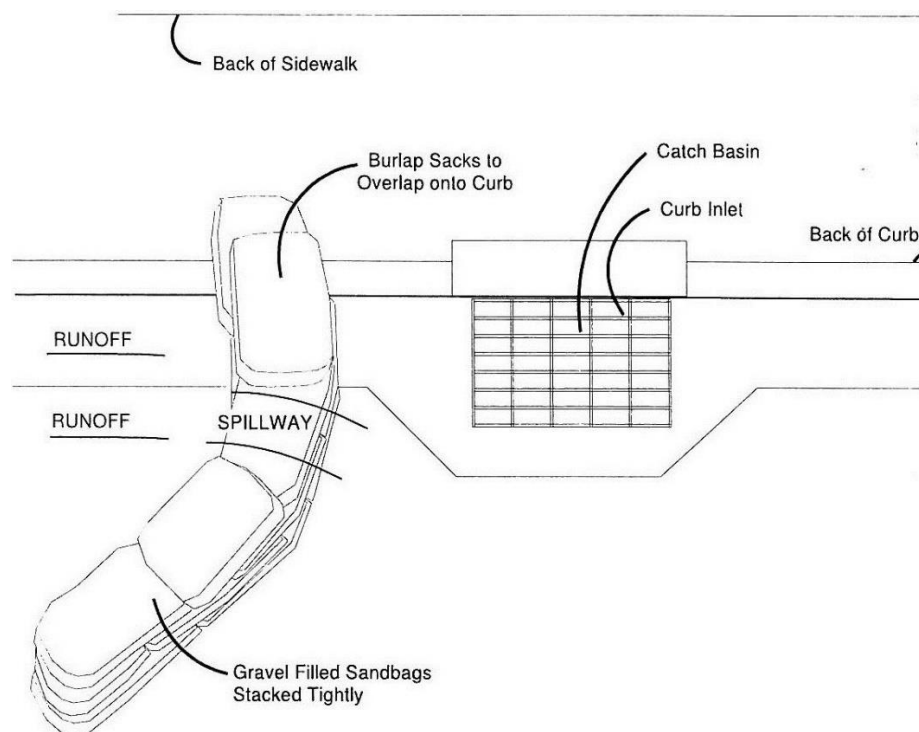 Back of Sidewalk
Burlap Sacks to
Overlap onto Curb
Catch Basin
Curb Inlet
Back of Curb
RUNOFF
RUNOFF
SPILLWAY
Gravel Filled Sandbags
Stacked Tightly